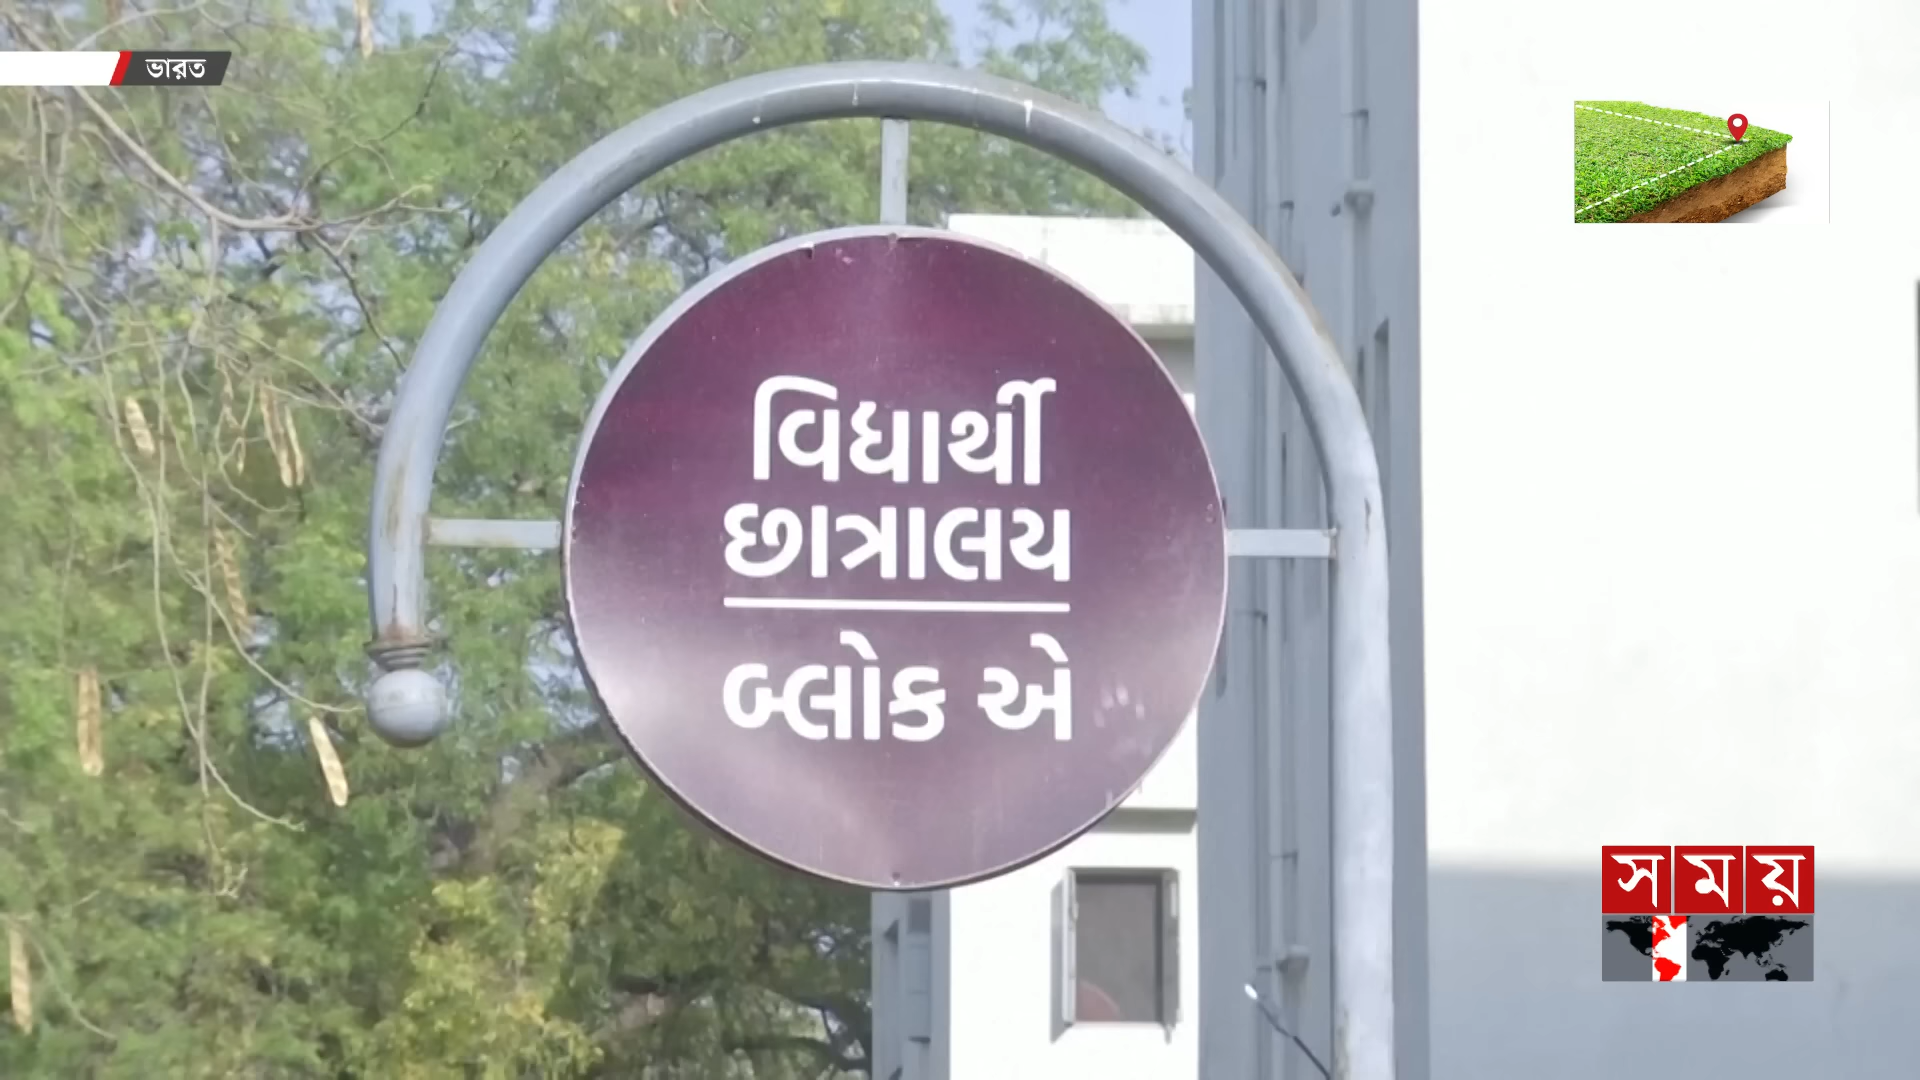 ভারত
વિદ્યાર્થી
છાત્રાલય
બ્લોક એ
সময়